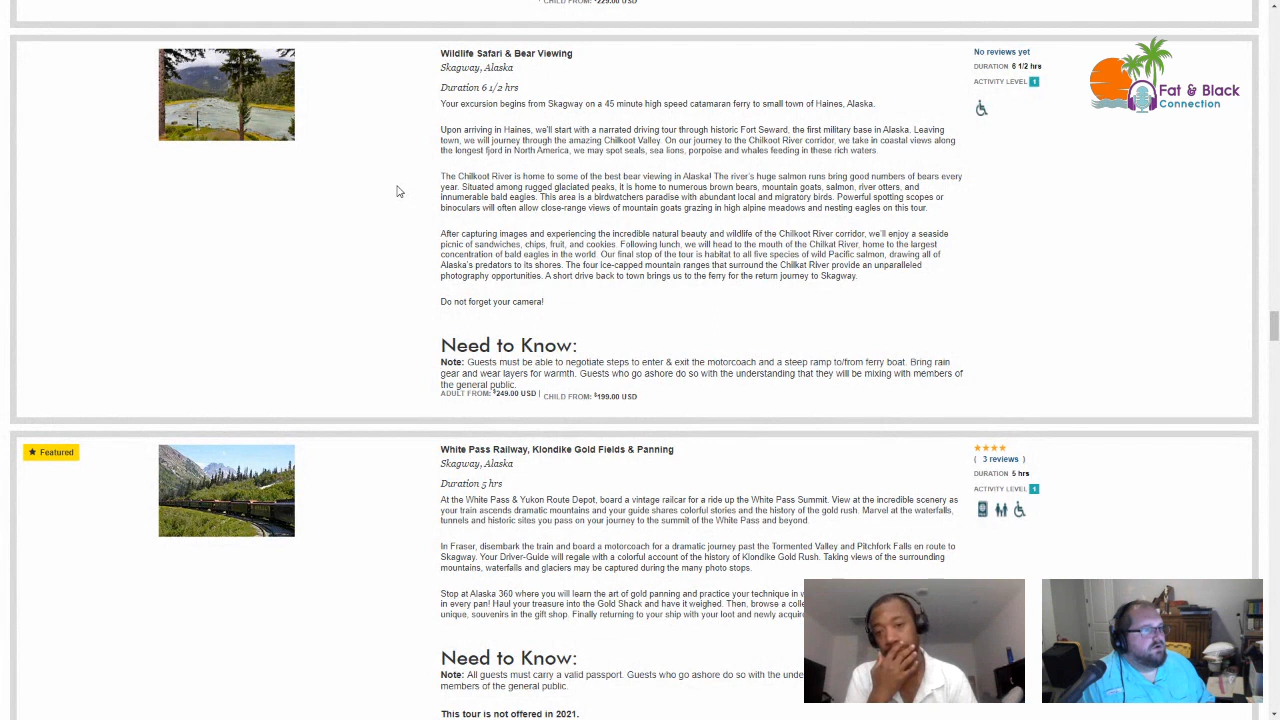 CHILD FROM: $229.00 USD
Wildlife Safari & Bear Viewing
Skagway, Alaska
Duration 6 1/2 hrs
Your excursion begins from Skagway on a 45 minute high speed catamaran ferry to small town of Haines, Alaska.
Upon arriving in Haines, we'll start with a narrated driving tour through historic Fort Seward, the first military base in Alaska. Leaving
town, we will journey through the amazing Chilkoot Valley. On our journey to the Chilkoot River corridor, we take in coastal views along
the longest fjord in North America, we may spot seals, sea lions, porpoise and whales feeding in these rich waters.
The Chilkoot River is home to some of the best bear viewing in Alaska! The river's huge salmon runs bring good numbers of bears every
year. Situated among rugged glaciated peaks, it is home to numerous brown bears, mountain goats, salmon, river otters, and
innumerable bald eagles. This area is a birdwatchers paradise with abundant local and migratory birds. Powerful spotting scopes or
binoculars will often allow close-range views of mountain goats grazing in high alpine meadows and nesting eagles on this tour.
After capturing images and experiencing the incredible natural beauty and wildlife of the Chilkoot River corridor, we'll enjoy a seaside
picnic of sandwiches, chips, fruit, and cookies. Following lunch, we will head to the mouth of the Chilkat River, home to the largest
concentration of bald eagles in the world. Our final stop of the tour is habitat to all five species of wild Pacific salmon, drawing all of
Alaska's predators to its shores. The four ice-capped mountain ranges that surround the Chilkat River provide an unparalleled
photography opportunities. A short drive back to town brings us to the ferry for the return journey to Skagway.
Do not forget your camera!
Need to Know:
Note: Guests must be able to negotiate steps to enter & exit the motorcoach and a steep ramp to/from ferry boat. Bring rain
gear and wear layers for warmth. Guests who go ashore do so with the understanding that they will be mixing with members of
the general public.
ADULT FROM: $249.00 USD | CHILD FROM: $199.00 USD
No reviews yet
DURATION 6 1/2 hrs
ACTIVITY LEVEL 1
Fat & Black
Connection
Featured
White Pass Railway, Klondike Gold Fields & Panning
Skagway, Alaska
Duration 5 hrs
At the White Pass & Yukon Route Depot, board a vintage railcar for a ride up the White Pass Summit. View at the incredible scenery as
your train ascends dramatic mountains and your guide shares colorful stories and the history of the gold rush. Marvel at the waterfalls,
tunnels and historic sites you pass on your journey to the summit of the White Pass and beyond.
In Fraser, disembark the train and board a motorcoach for a dramatic journey past the Tormented Valley and Pitchfork Falls en route to
Skagway. Your Driver-Guide will regale with a colorful account of the history of Klondike Gold Rush. Taking views of the surrounding
mountains, waterfalls and glaciers may be captured during the many photo stops.
Stop at Alaska 360 where you will learn the art of gold panning and practice your technique in
in every pan! Haul your treasure into the Gold Shack and have it weighed. Then, browse a
unique, souvenirs in the gift shop. Finally returning to your ship with your loot and newly
Need to Know:
Note: All guests must carry a valid passport. Guests who go ashore do so with the
members of the general public.
This tour is not offered in 2021.
( 3 reviews )
DURATION 5 hrs
ACTIVITY LEVEL 1